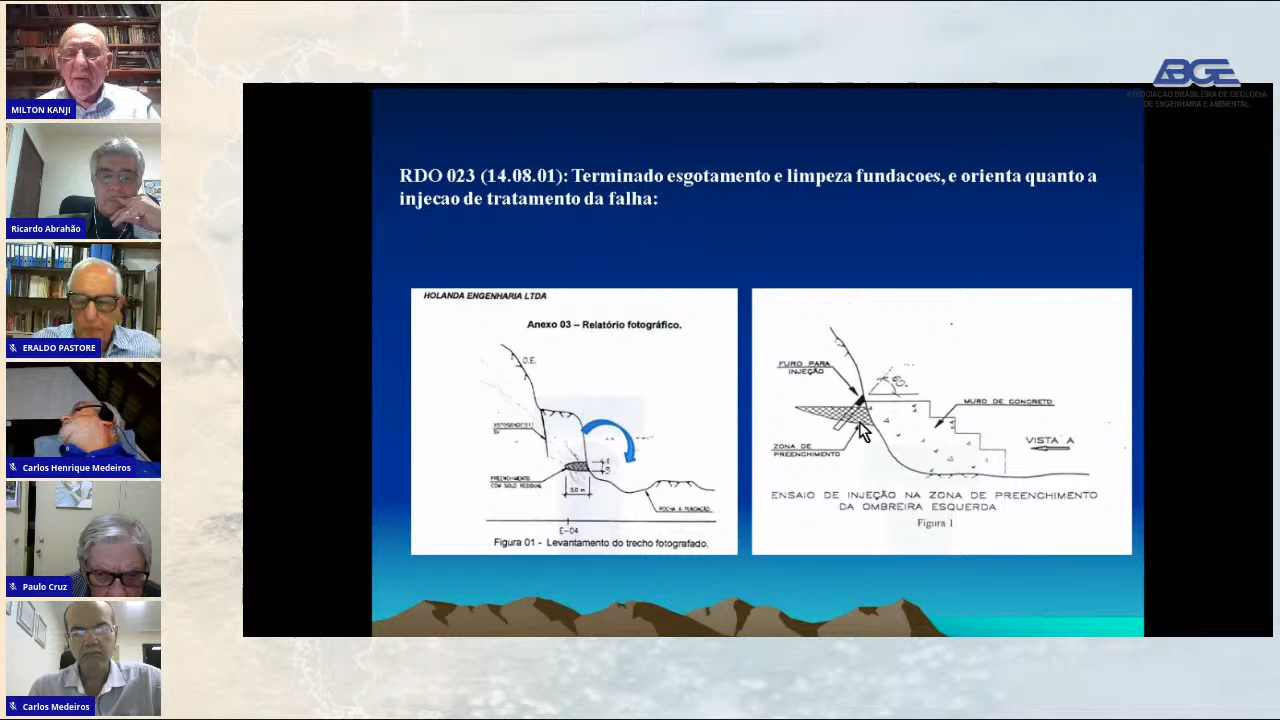 MILTON KANJI
Ricardo Abrahão
ERALDO PASTORE
Carlos Henrique Medeiros
Paulo Cruz
Carlos Medeiros
ABGE
ASSOCIAÇÃO BRASILEIRA DE GEOLOGIA
DE ENGENHARIA E AMBIENTAL
RDO 023 (14.08.01): Terminado esgotamento e limpeza fundacoes, e orienta quanto a
injecao de tratamento da falha:
HOLANDA ENGENHARIA LTDA
Anexo 03 – Relatório fotográfico.
O.E.
PREENCHIMENTO
COM SOLO RESIDUAL
3.0 m
ROCHA A FUNDAÇÃO
E-04
Figura 01 - Levantamento do trecho fotografado.
FURO PARA
INJEÇÃO
60°
MURO DE CONCRETO
ZONA DE
PREENCHIMENTO
VISTA A
ENSAIO DE INJEÇÃO NA ZONA DE PREENCHIMENTO
DA OMBREIRA ESQUERDA
Figura 1